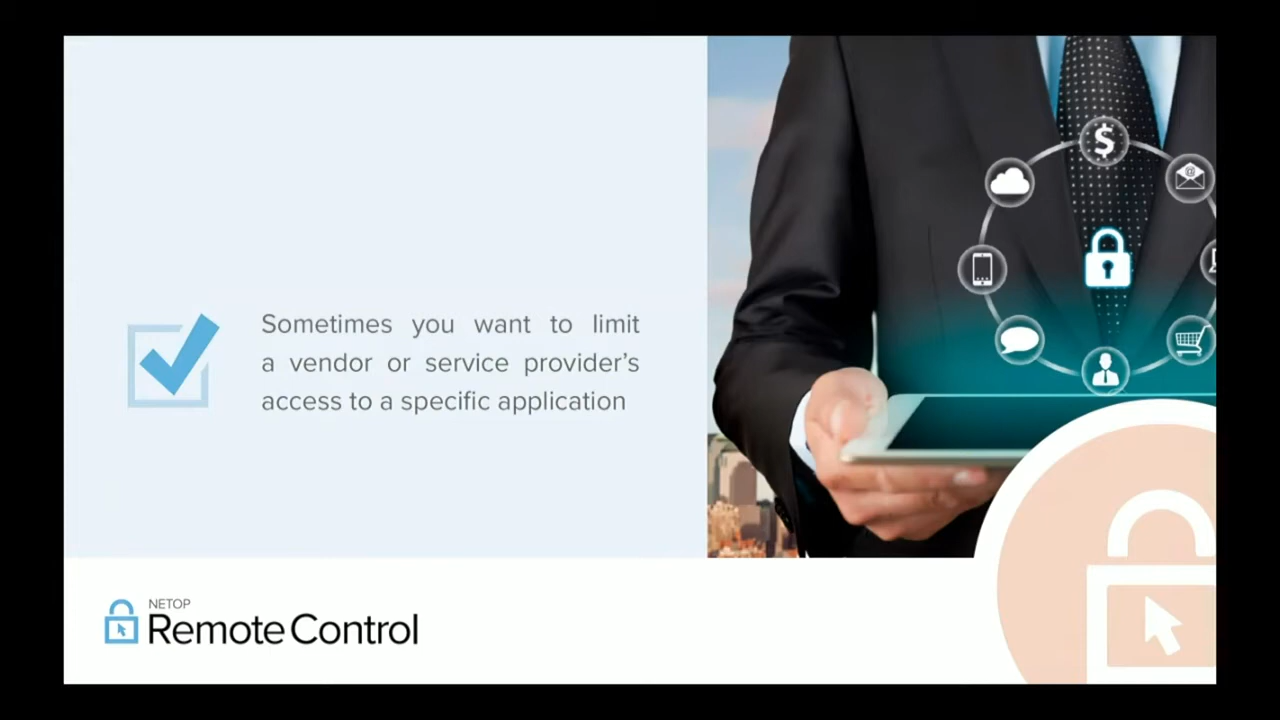 Sometimes you want to limit
a vendor or service provider’s
access to a specific application
NETOP
Remote Control